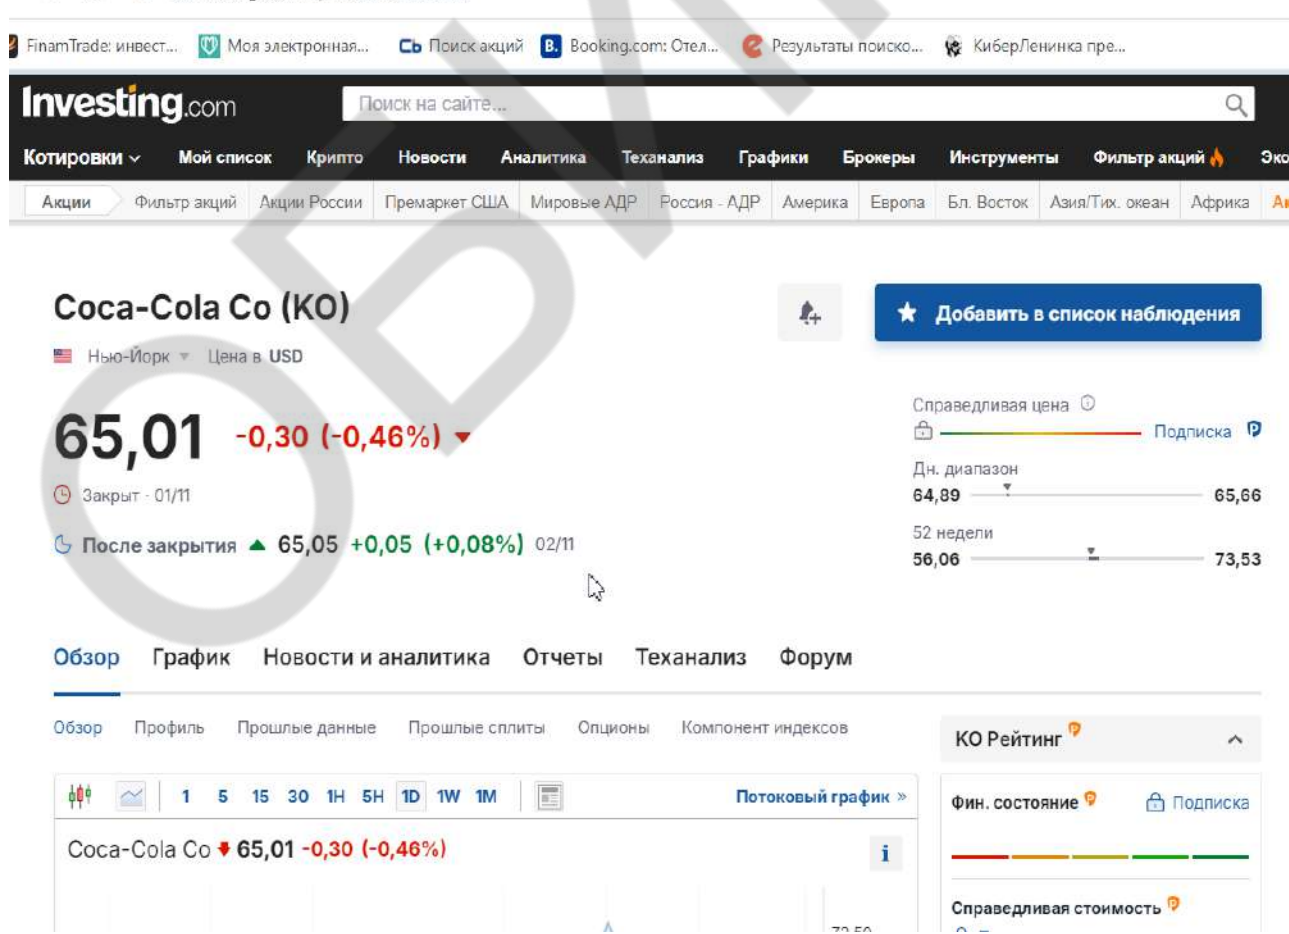 FinamTrade: инвест... Моя электронная... Сь Поиск акций B. Booking.com: Отел... Результаты поиско... КиберЛенинка пре...
Investing.com Поиск на сайте...
Котировки Мой список Крипто Новости Аналитика Теханализ Графики Брокеры Инструменты Фильтр акций Эко
Акции Фильтр акций Акции России Премаркет США Мировые АДР Россия - АДР Америка Европа Бл. Восток Азия/Тих. океан Африка
Coca-Cola Co (KO)
Добавить в список наблюдения
Нью-Йорк Цена в USD
Справедливая цена
65,01 -0,30 (-0,46%)
Подписка
Дн. диапазон
Закрыт - 01/11
64,89 65,66
52 недели
После закрытия 65,05 +0,05 (+0,08%) 02/11
56,06 73,53
Обзор График Новости и аналитика Отчеты Теханализ Форум
Обзор Профиль Прошлые данные Прошлые сплиты Опционы Компонент индексов
KO Рейтинг
1 5 15 30 1H 5H 1D 1W 1M Потоковый график »
Фин. состояние Подписка
Coca-Cola Co 65,01 -0,30 (-0,46%)
Справедливая стоимость